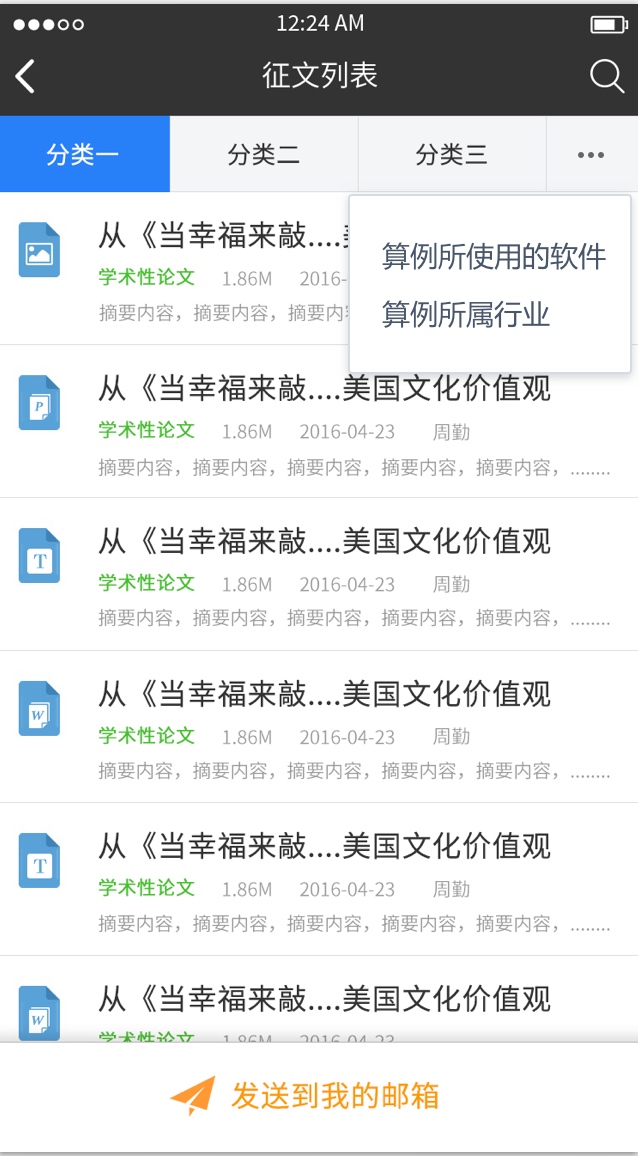 12:24 AM
征文列表
分类一 分类二 分类三 •••
算例所使用的软件
算例所属行业
从《当幸福来敲....
学术性论文 1.86M 2016-
摘要内容，摘要内容，摘要内
从《当幸福来敲....美国文化价值观
P
学术性论文 1.86M 2016-04-23 周勤
摘要内容，摘要内容，摘要内容，摘要内容，摘要内容，........
从《当幸福来敲....美国文化价值观
T
学术性论文 1.86M 2016-04-23 周勤
摘要内容，摘要内容，摘要内容，摘要内容，摘要内容，........
从《当幸福来敲....美国文化价值观
W
学术性论文 1.86M 2016-04-23 周勤
摘要内容，摘要内容，摘要内容，摘要内容，摘要内容，........
从《当幸福来敲....美国文化价值观
T
学术性论文 1.86M 2016-04-23 周勤
摘要内容，摘要内容，摘要内容，摘要内容，摘要内容，........
从《当幸福来敲....美国文化价值观
W
学术性论文 1.86M 2016-04-23
发送到我的邮箱